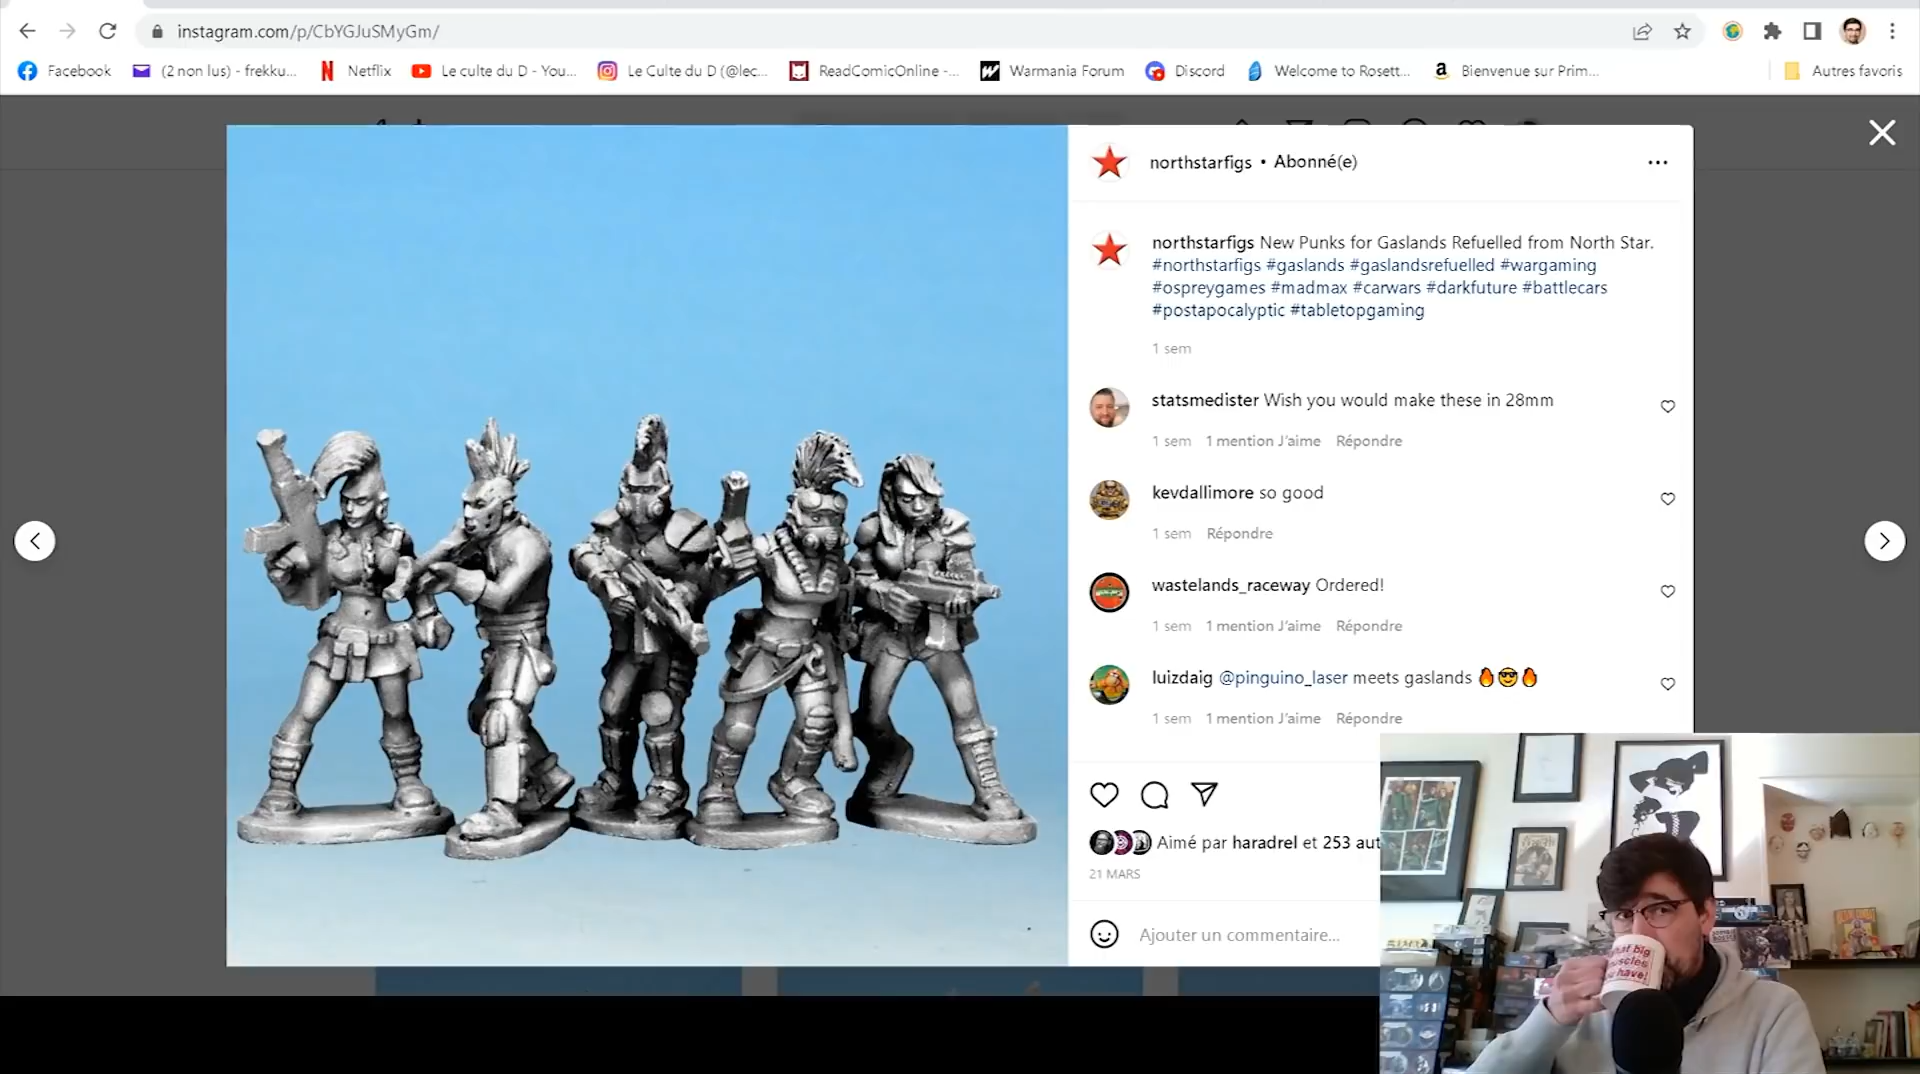 instagram.com/p/CbYGJuSMyGm/
Facebook
(2 non lus) - frekku...
Netflix
Le culte du D - You...
Le Culte du D (@lec...
ReadComicOnline -...
Warmania Forum
Discord
Welcome to Rosett...
Bienvenue sur Prim...
Autres favoris
northstarfigs • Abonné(e)
northstarfigs New Punks for Gaslands Refuelled from North Star.
#northstarfigs #gaslands #gaslandsrefuelled #wargaming
#ospreygames #madmax #carwars #darkfuture #battlecars
#postapocalyptic #tabletopgaming
1 sem
statsmedister Wish you would make these in 28mm
1 sem 1 mention J'aime Répondre
kevdallimore so good
1 sem Répondre
wastelands_raceway Ordered!
1 sem 1 mention J'aime Répondre
luizdaig @pinguino_laser meets gaslands 🔥😎🔥
1 sem 1 mention J'aime Répondre
Aimé par haradrel et 253 aut
21 MARS
Ajouter un commentaire...
big
have!